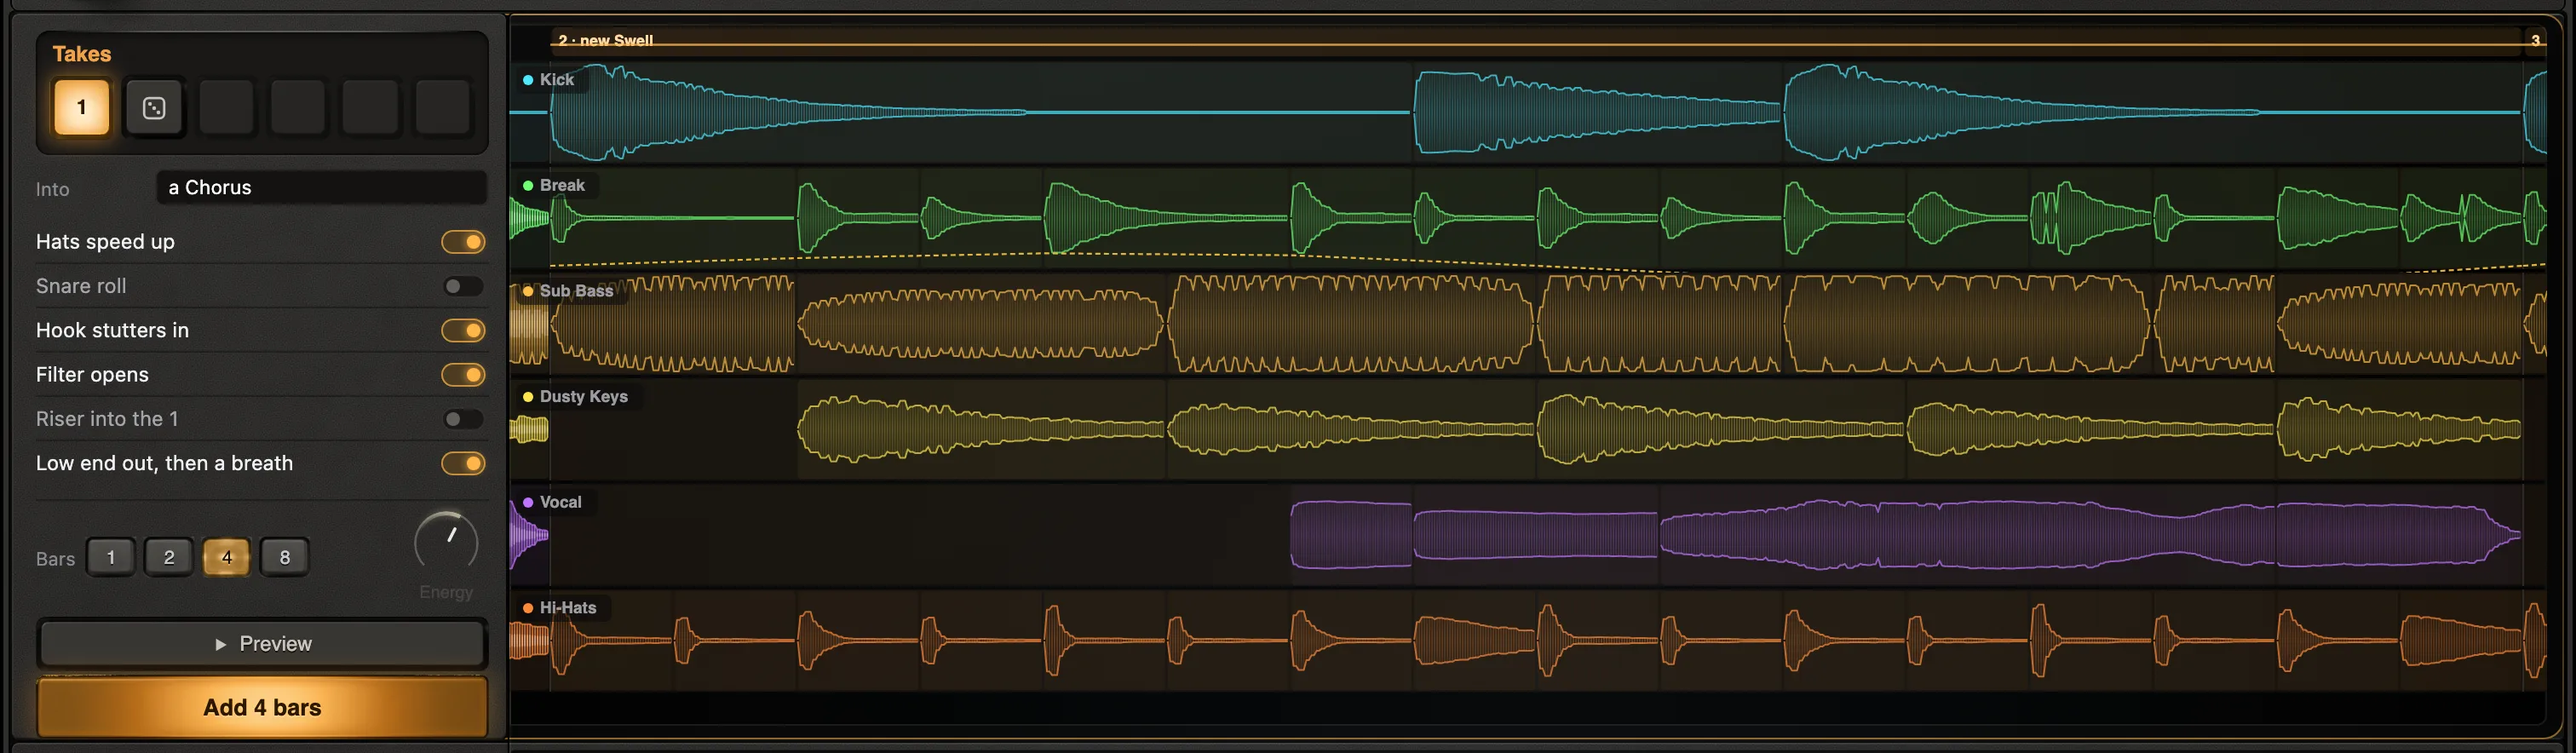 Takes
1
Into a Chorus
Hats speed up
Snare roll
Hook stutters in
Filter opens
Riser into the 1
Low end out, then a breath
Bars 1 2 4 8
Energy
Preview
Add 4 bars
2 · new Swell
3
Kick
Break
Sub Bass
Dusty Keys
Vocal
Hi-Hats